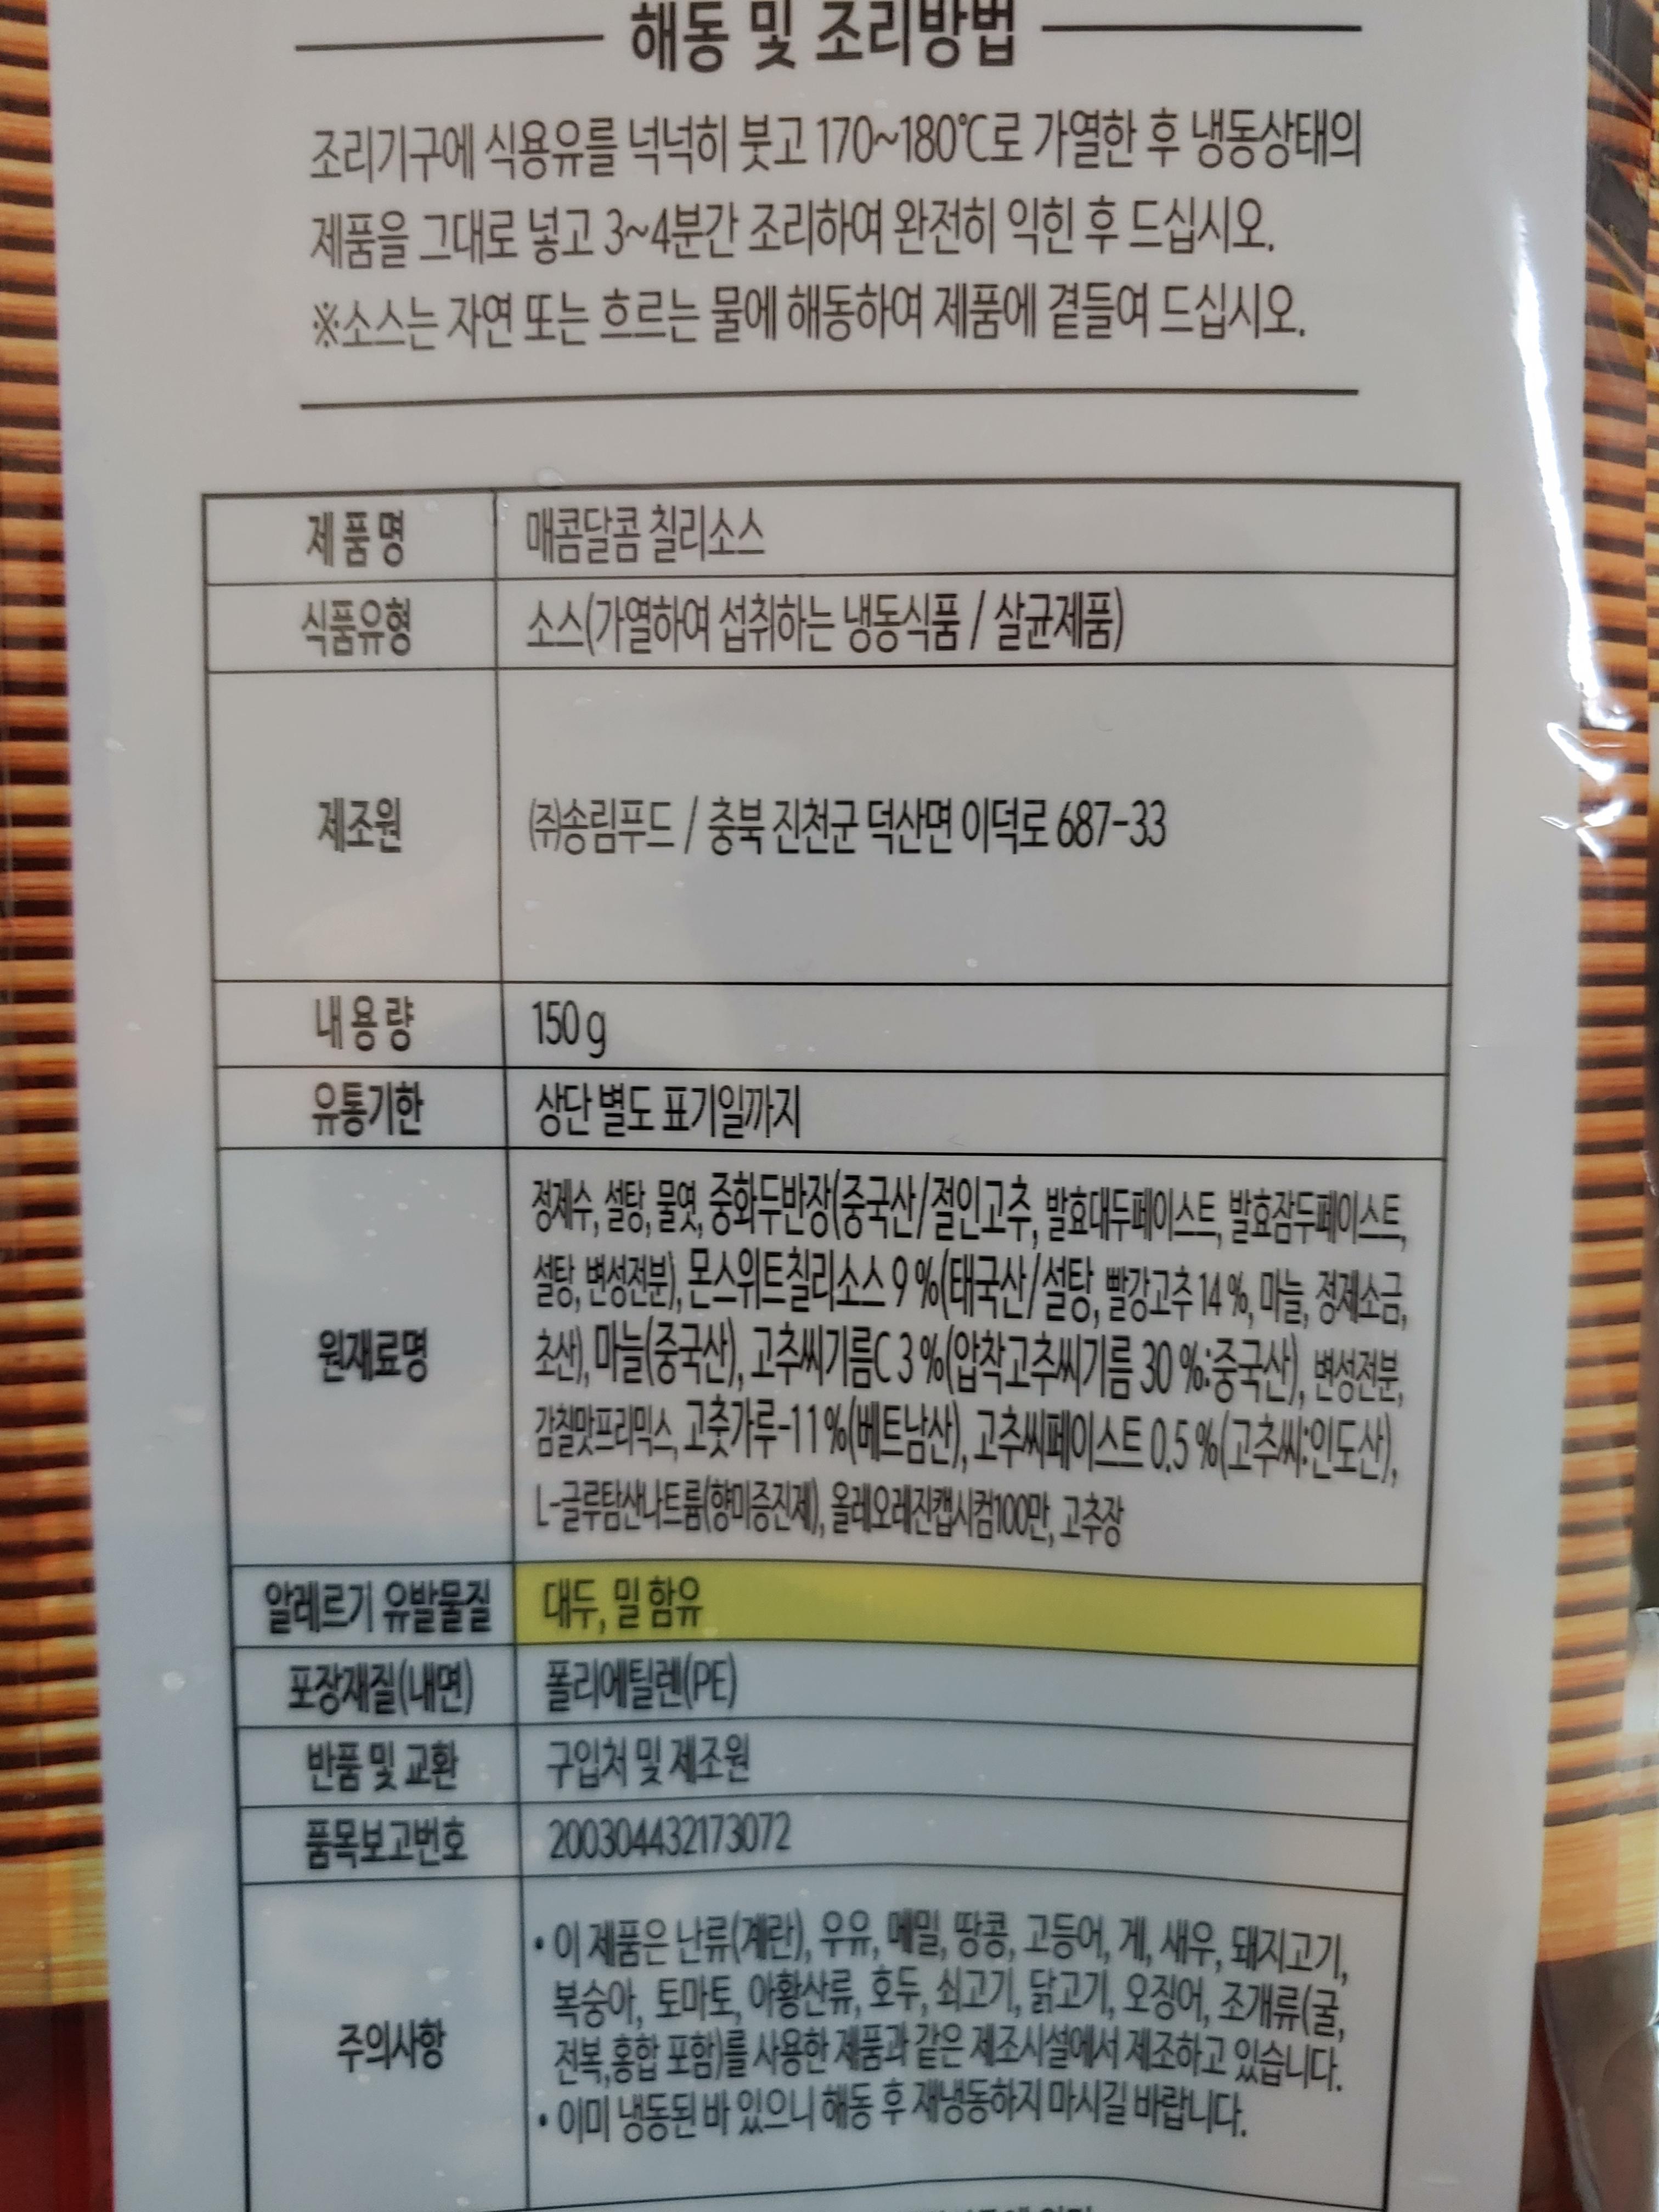 해동 및 조리방법
조리기구에 식용유를 넉넉히 붓고 170~180℃로 가열한 후 냉동상태의
제품을 그대로 넣고 3~4분간 조리하여 완전히 익힌 후 드십시오.
※소스는 자연 또는 흐르는 물에 해동하여 제품에 곁들여 드십시오.
제품명 매콤달콤 칠리소스
식품유형 소스(가열하여 섭취하는 냉동식품 / 살균제품)
제조원 ㈜송림푸드 / 충북 진천군 덕산면 이덕로 687-33
내용량 150 g
유통기한 상단 별도 표기일까지
원재료명
정제수, 설탕, 물엿, 중화두반장(중국산/절인고추, 발효대두페이스트, 발효잠두페이스트,
설탕, 변성전분), 몬스위트칠리소스 9 %(태국산/설탕, 빨강고추 14 %, 마늘, 정제소금,
초산), 마늘(중국산), 고추씨기름C 3 %(압착고추씨기름 30 %:중국산), 변성전분,
감칠맛프리믹스, 고춧가루-1 1 %(베트남산), 고추씨페이스트 0.5 %(고추씨:인도산),
L-글루탐산나트륨(향미증진제), 올레오레진캡시컴100만, 고추장
알레르기 유발물질 대두, 밀 함유
포장재질(내면) 폴리에틸렌(PE)
반품 및 교환 구입처 및 제조원
품목보고번호 200304432173072
주의사항
• 이 제품은 난류(계란), 우유, 메밀, 땅콩, 고등어, 게, 새우, 돼지고기,
복숭아, 토마토, 아황산류, 호두, 쇠고기, 닭고기, 오징어, 조개류(굴,
전복,홍합 포함)를 사용한 제품과 같은 제조시설에서 제조하고 있습니다.
• 이미 냉동된 바 있으니 해동 후 재냉동하지 마시길 바랍니다.